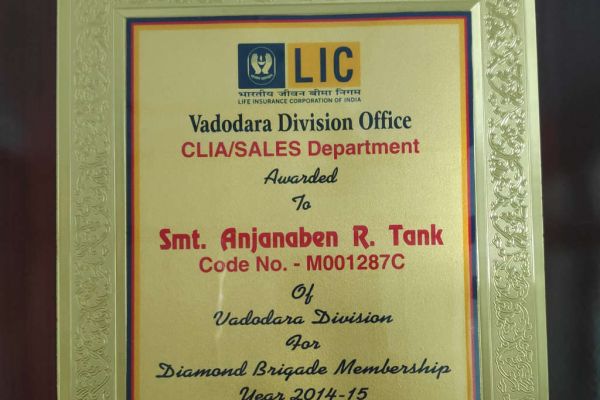 LIC
भारतीय जीवन बीमा निगम
LIFE INSURANCE CORPORATION OF INDIA
Vadodara Division Office
CLIA/SALES Department
Awarded
To
Smt. Anjanaben R. Tank
Code No. - M001287C
Of
Vadodara Division
For
Diamond Brigade Membership
Year 2014-15